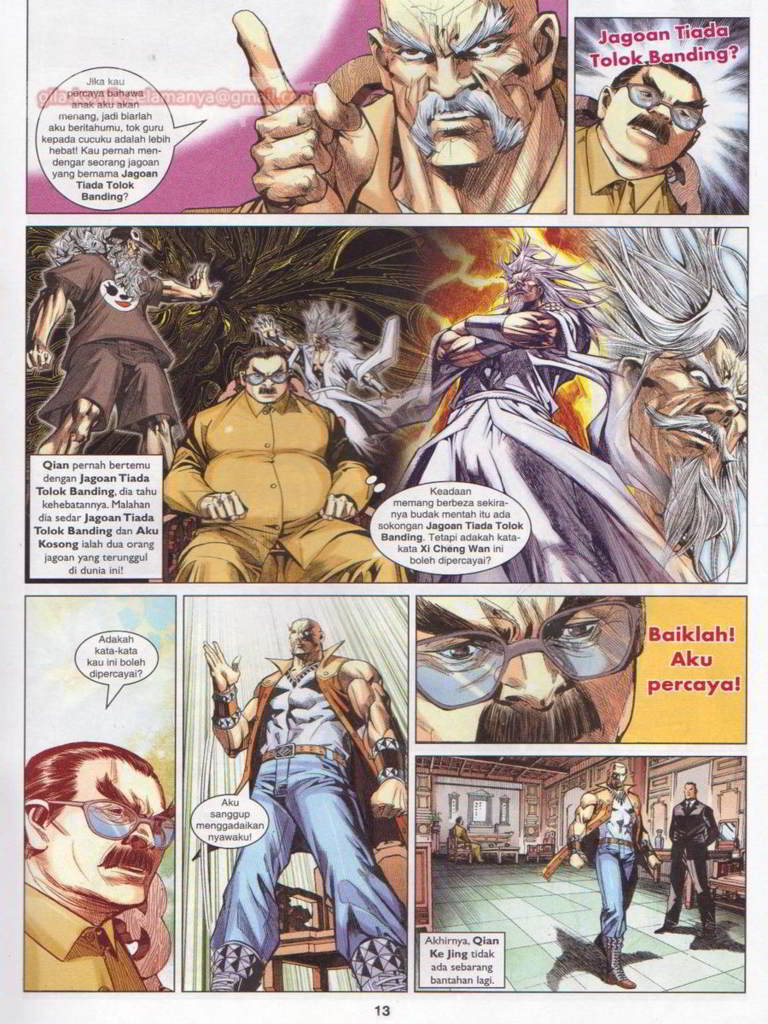 Jika kau
percaya bahawa
anak aku akan
menang, jadi biarlah
aku beritahumu, tok guru
kepada cucuku adalah lebih
hebat! Kau pernah men-
dengar seorang jagoan
yang bernama Jagoan
Tiada Tolok
Banding?
Jagoan Tiada
Tolok Banding?
Qian pernah bertemu
dengan Jagoan Tiada
Tolok Banding, dia tahu
kehebatannya. Malahan
dia sedar Jagoan Tiada
Tolok Banding dan Aku
Kosong ialah dua orang
jagoan yang terunggul
di dunia ini!
Keadaan
memang berbeza sekira-
nya budak mentah itu ada
sokongan Jagoan Tiada Tolok
Banding. Tetapi adakah kata-
kata Xi Cheng Wan ini
boleh dipercayai?
Adakah
kata-kata
kau ini boleh
dipercayai?
Aku
sanggup
menggadaikan
nyawaku!
Baiklah!
Aku
percaya!
Akhirnya, Qian
Ke Jing tidak
ada sebarang
bantahan lagi.
13